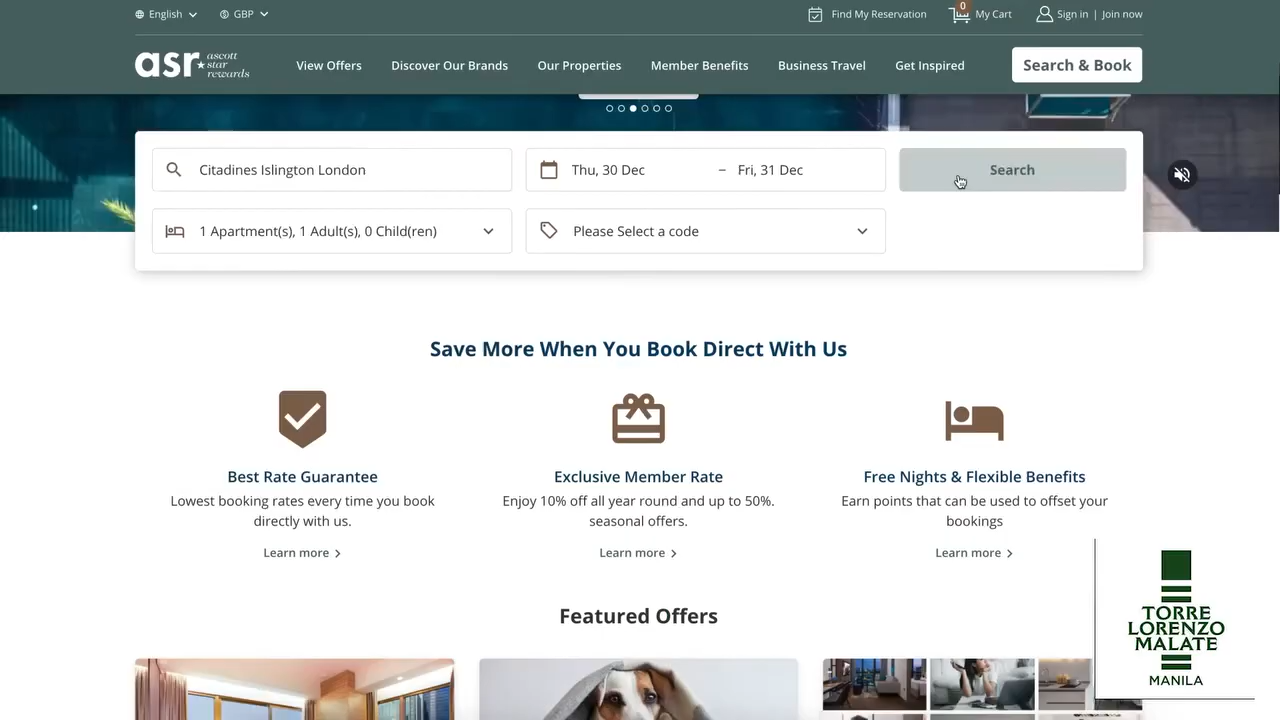 English
GBP
Find My Reservation
0
My Cart
Sign in | Join now
asr
ascott
star
rewards
View Offers
Discover Our Brands
Our Properties
Member Benefits
Business Travel
Get Inspired
Search & Book
Citadines Islington London
Thu, 30 Dec – Fri, 31 Dec
Search
1 Apartment(s), 1 Adult(s), 0 Child(ren)
Please Select a code
Save More When You Book Direct With Us
Best Rate Guarantee
Lowest booking rates every time you book
directly with us.
Learn more
Exclusive Member Rate
Enjoy 10% off all year round and up to 50%.
seasonal offers.
Learn more
Free Nights & Flexible Benefits
Earn points that can be used to offset your
bookings
Learn more
Featured Offers
TORRE
LORENZO
MALATE
MANILA